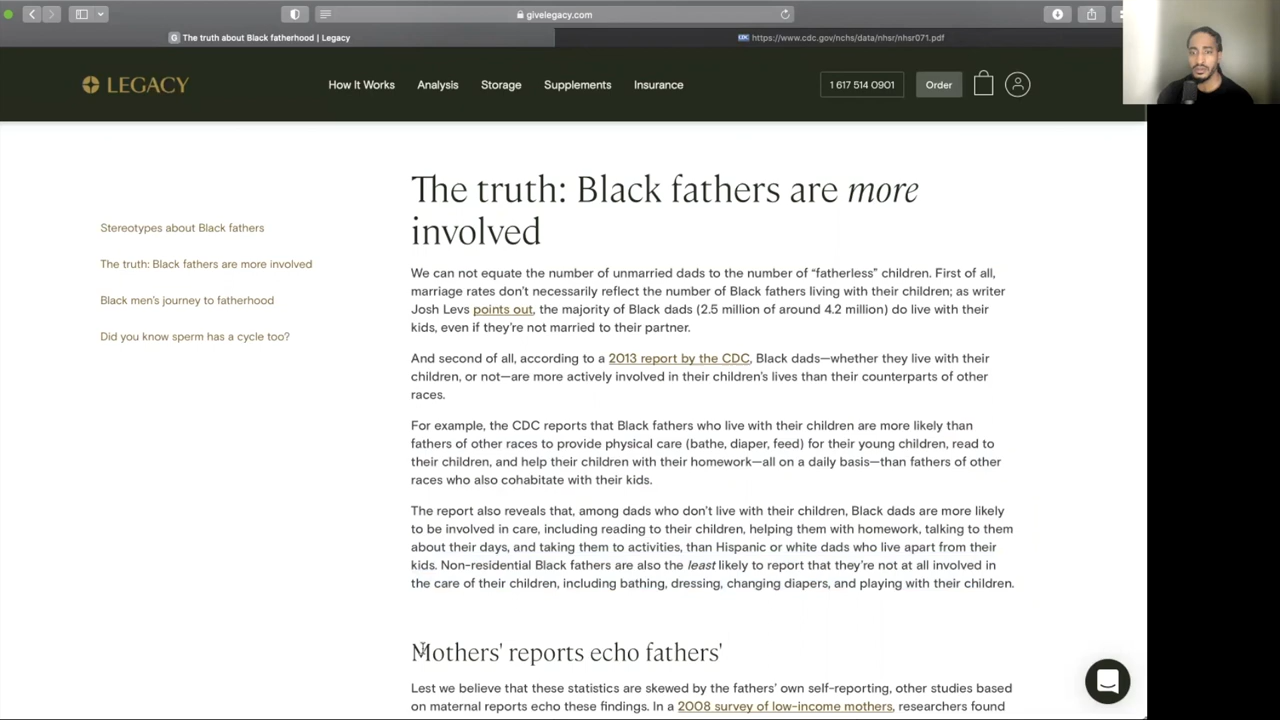 givelegacy.com
G The truth about Black fatherhood | Legacy
CDC https://www.cdc.gov/nchs/data/nhsr/nhsr071.pdf
LEGACY
How It Works
Analysis
Storage
Supplements
Insurance
1 617 514 0901
Order
Stereotypes about Black fathers
The truth: Black fathers are more involved
Black men's journey to fatherhood
Did you know sperm has a cycle too?
The truth: Black fathers are more
involved
We can not equate the number of unmarried dads to the number of “fatherless” children. First of all,
marriage rates don’t necessarily reflect the number of Black fathers living with their children; as writer
Josh Levs points out, the majority of Black dads (2.5 million of around 4.2 million) do live with their
kids, even if they’re not married to their partner.
And second of all, according to a 2013 report by the CDC, Black dads—whether they live with their
children, or not—are more actively involved in their children’s lives than their counterparts of other
races.
For example, the CDC reports that Black fathers who live with their children are more likely than
fathers of other races to provide physical care (bathe, diaper, feed) for their young children, read to
their children, and help their children with their homework—all on a daily basis—than fathers of other
races who also cohabitate with their kids.
The report also reveals that, among dads who don’t live with their children, Black dads are more likely
to be involved in care, including reading to their children, helping them with homework, talking to them
about their days, and taking them to activities, than Hispanic or white dads who live apart from their
kids. Non-residential Black fathers are also the least likely to report that they’re not at all involved in
the care of their children, including bathing, dressing, changing diapers, and playing with their children.
Mothers' reports echo fathers'
Lest we believe that these statistics are skewed by the fathers’ own self-reporting, other studies based
on maternal reports echo these findings. In a 2008 survey of low-income mothers, researchers found